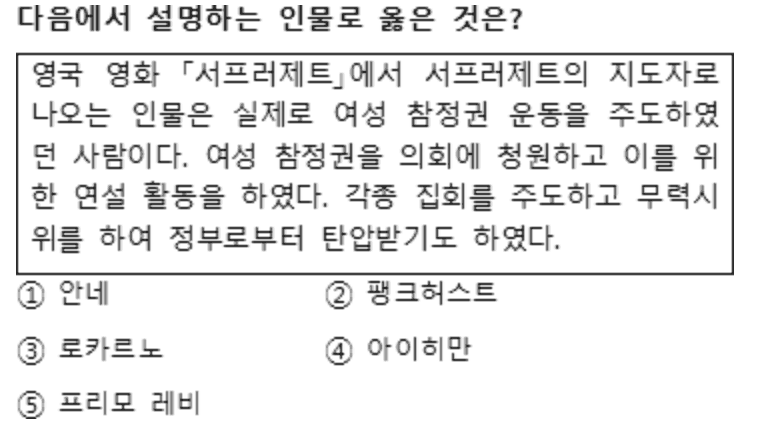 다음에서 설명하는 인물로 옳은 것은?
영국 영화 「서프러제트」에서 서프러제트의 지도자로
나오는 인물은 실제로 여성 참정권 운동을 주도하였
던 사람이다. 여성 참정권을 의회에 청원하고 이를 위
한 연설 활동을 하였다. 각종 집회를 주도하고 무력시
위를 하여 정부로부터 탄압받기도 하였다.
① 안네 ② 팽크허스트
③ 로카르노 ④ 아이히만
⑤ 프리모 레비